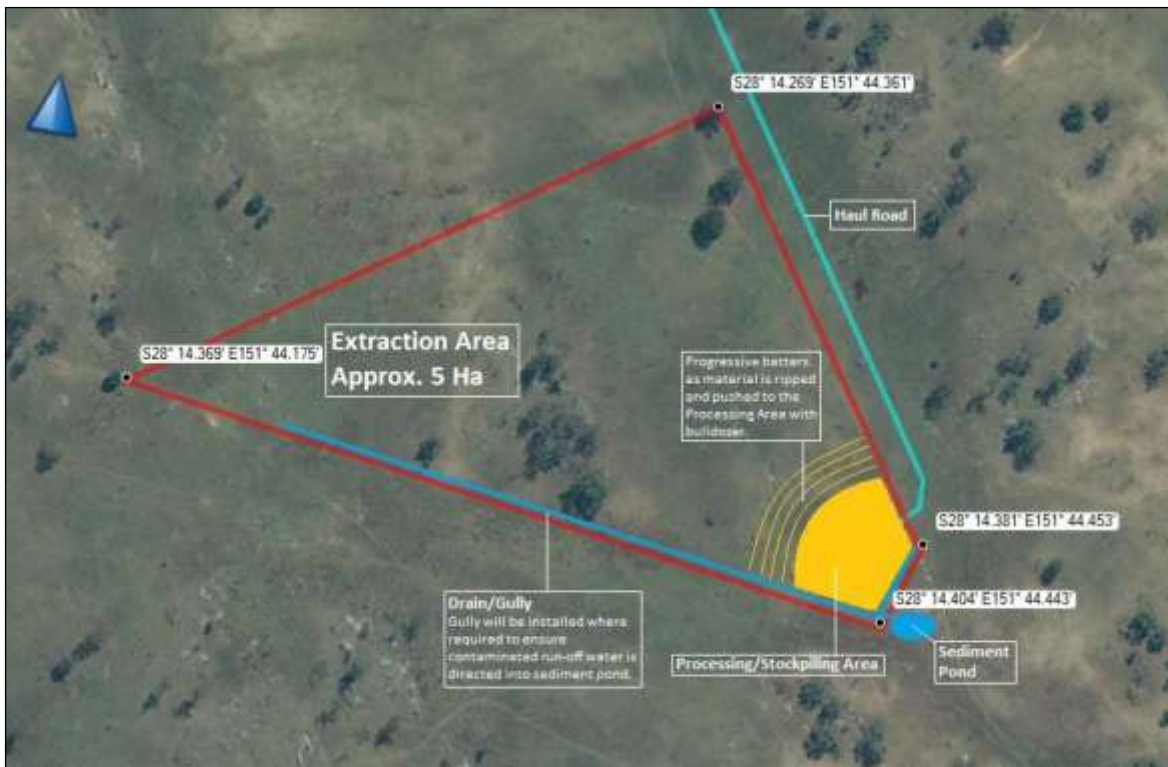 S28° 14.269' E151° 44.361'
Haul Road
S28° 14.369' E151° 44.175'
Extraction Area
Approx. 5 Ha
Progressive batters
as material is ripped
and pushed to the
Processing Area with
bulldozer.
S28° 14.381' E151° 44.453'
S28° 14.404' E151° 44.443'
Drain/Gully
Gully will be installed where
required to ensure
contaminated run-off water is
directed into sediment pond.
Processing/Stockpiling Area
Sediment
Pond